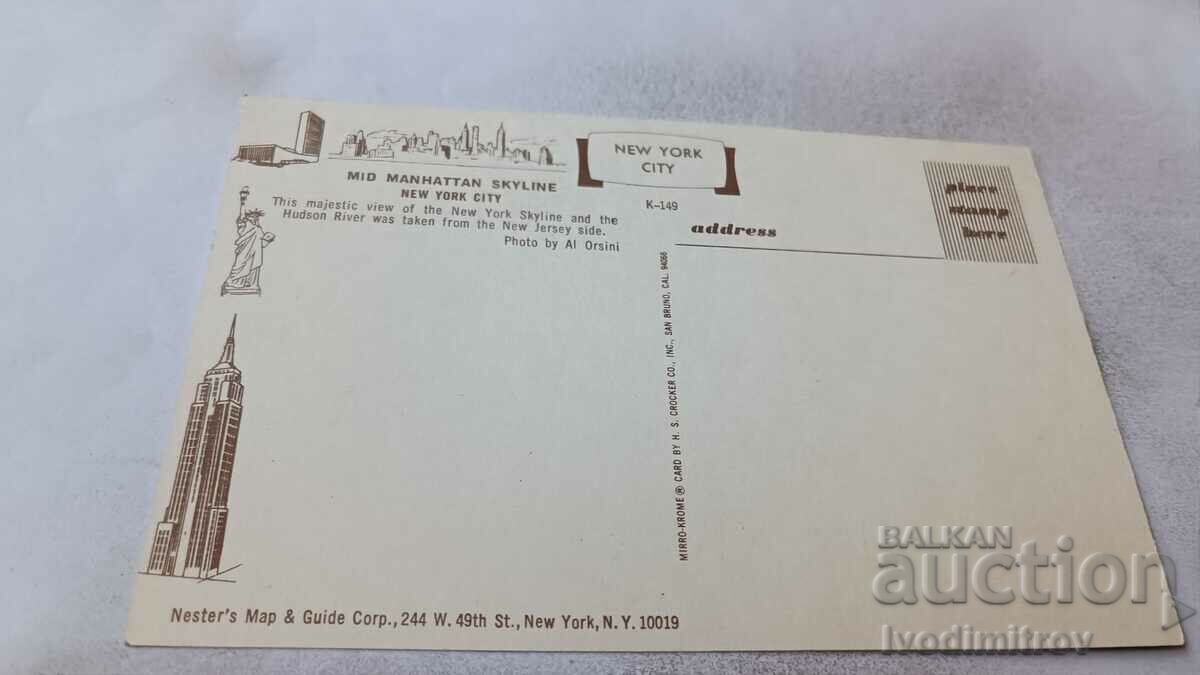 MID MANHATTAN SKYLINE
NEW YORK CITY
This majestic view of the New York Skyline and the
Hudson River was taken from the New Jersey side.
Photo by Al Orsini
NEW YORK
CITY
K-149
address
place
stamp
here
MIRRO-KROME® CARD BY H. S. CROCKER CO., INC., SAN BRUNO, CAL. 94066
Nester's Map & Guide Corp., 244 W. 49th St., New York, N.Y. 10019
BALKAN
auction
Ivodimitrov